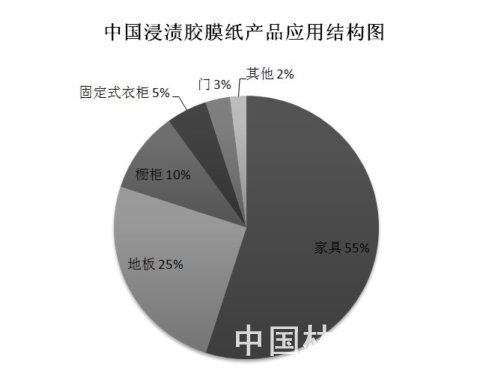 中国浸渍胶膜纸产品应用结构图
其他 2%
门 3%
固定式衣柜 5%
橱柜 10%
家具 55%
地板 25%
中国林